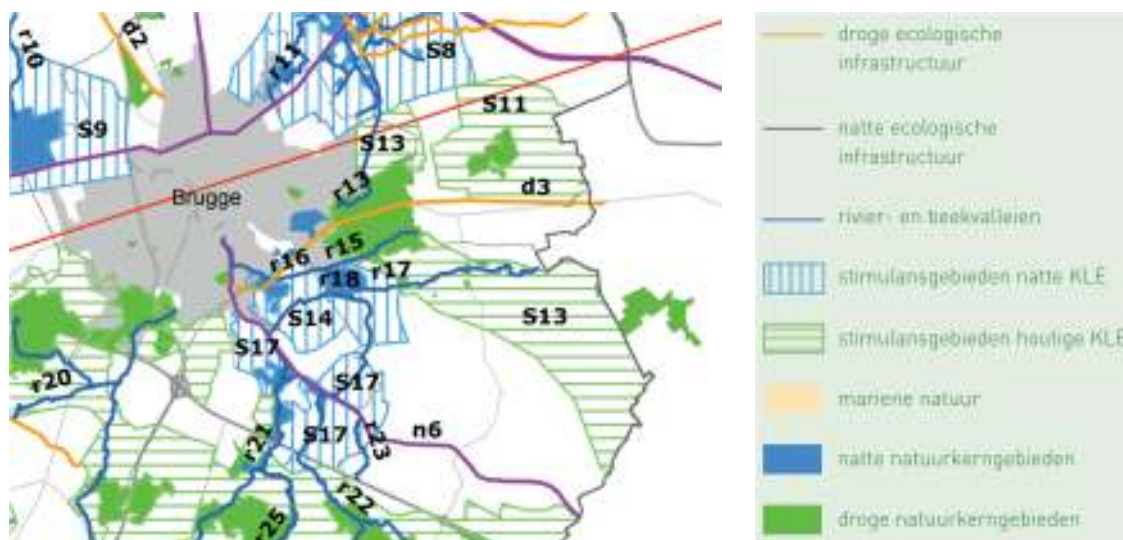 r10
d2
r11
S8
S9
S11
S13
r13
d3
Brugge
r16
r15
r17
r18
S13
S14
S17
r20
S17
S17
n6
r21
r23
r22
r25
droge ecologische
infrastructuur
natte ecologische
infrastructuur
rivier- en beekvalleien
stimulansgebieden natte KLE
stimulansgebieden houtige KLE
mariene natuur
natte natuurkerngebieden
droge natuurkerngebieden